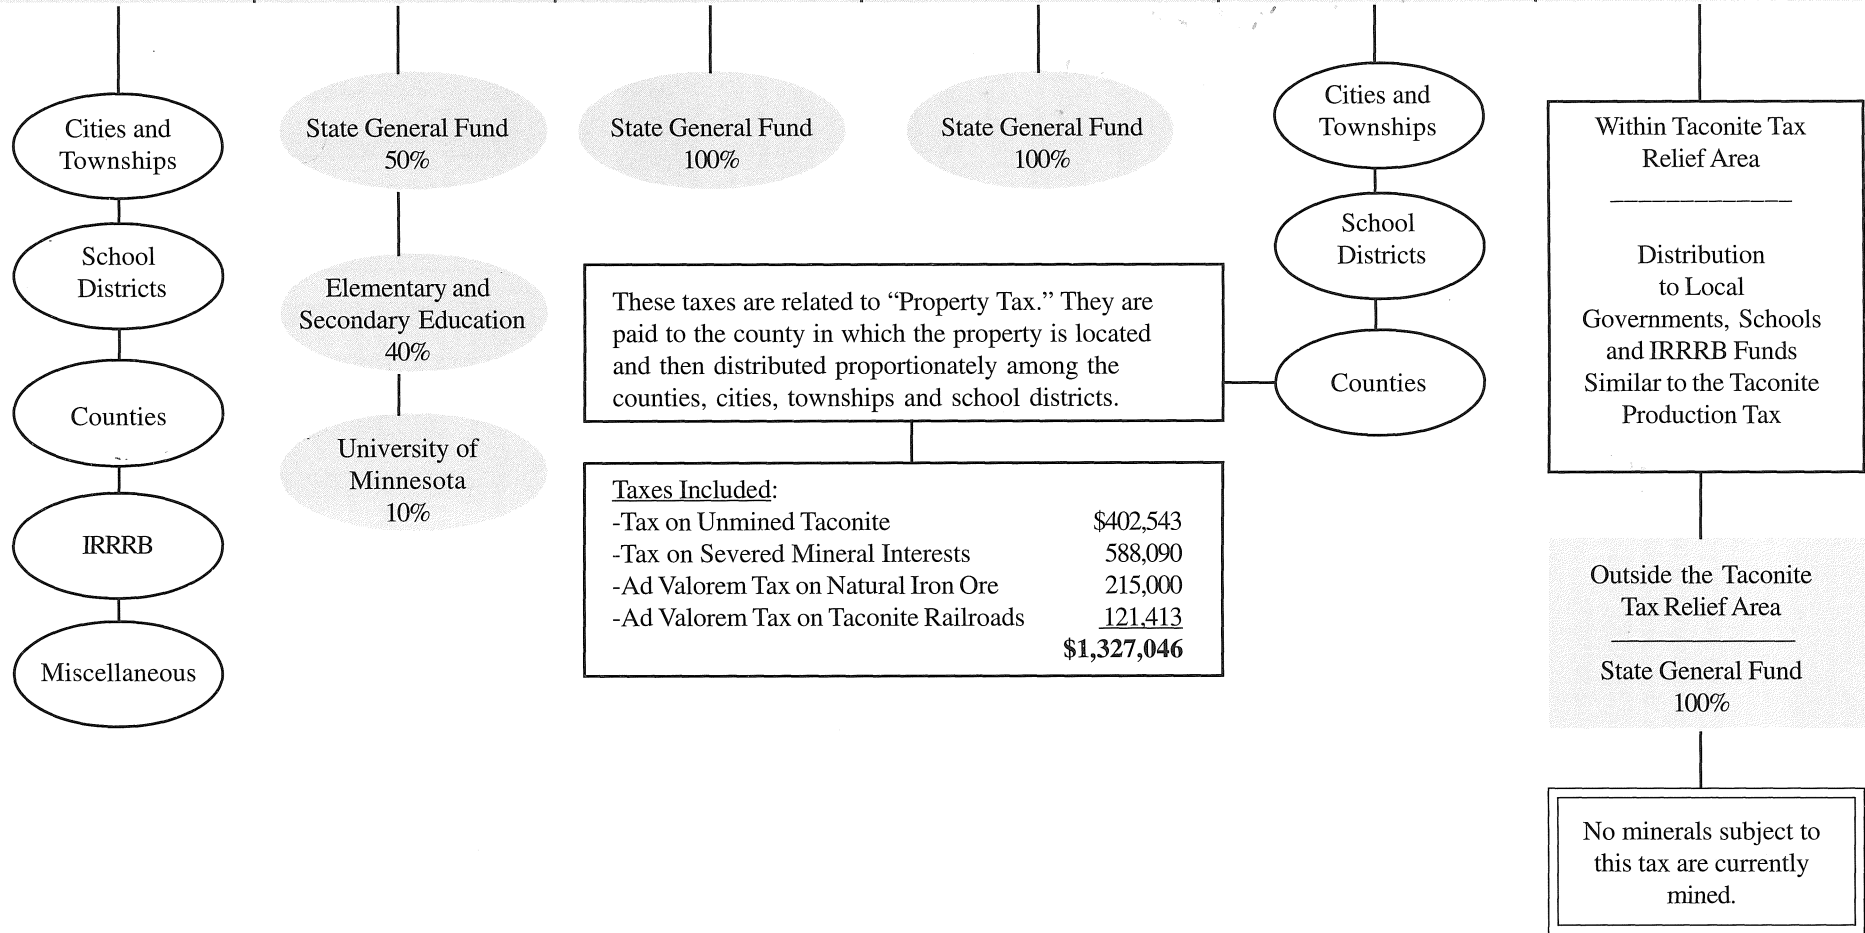 Cities and
Townships
School
Districts
Counties
IRRRB
Miscellaneous
State General Fund
50%
Elementary and
Secondary Education
40%
University of
Minnesota
10%
State General Fund
100%
State General Fund
100%
These taxes are related to “Property Tax.” They are
paid to the county in which the property is located
and then distributed proportionately among the
counties, cities, townships and school districts.
Taxes Included:
-Tax on Unmined Taconite $402,543
-Tax on Severed Mineral Interests 588,090
-Ad Valorem Tax on Natural Iron Ore 215,000
-Ad Valorem Tax on Taconite Railroads 121,413
$1,327,046
Cities and
Townships
School
Districts
Counties
Within Taconite Tax
Relief Area
Distribution
to Local
Governments, Schools
and IRRRB Funds
Similar to the Taconite
Production Tax
Outside the Taconite
Tax Relief Area
State General Fund
100%
No minerals subject to
this tax are currently
mined.